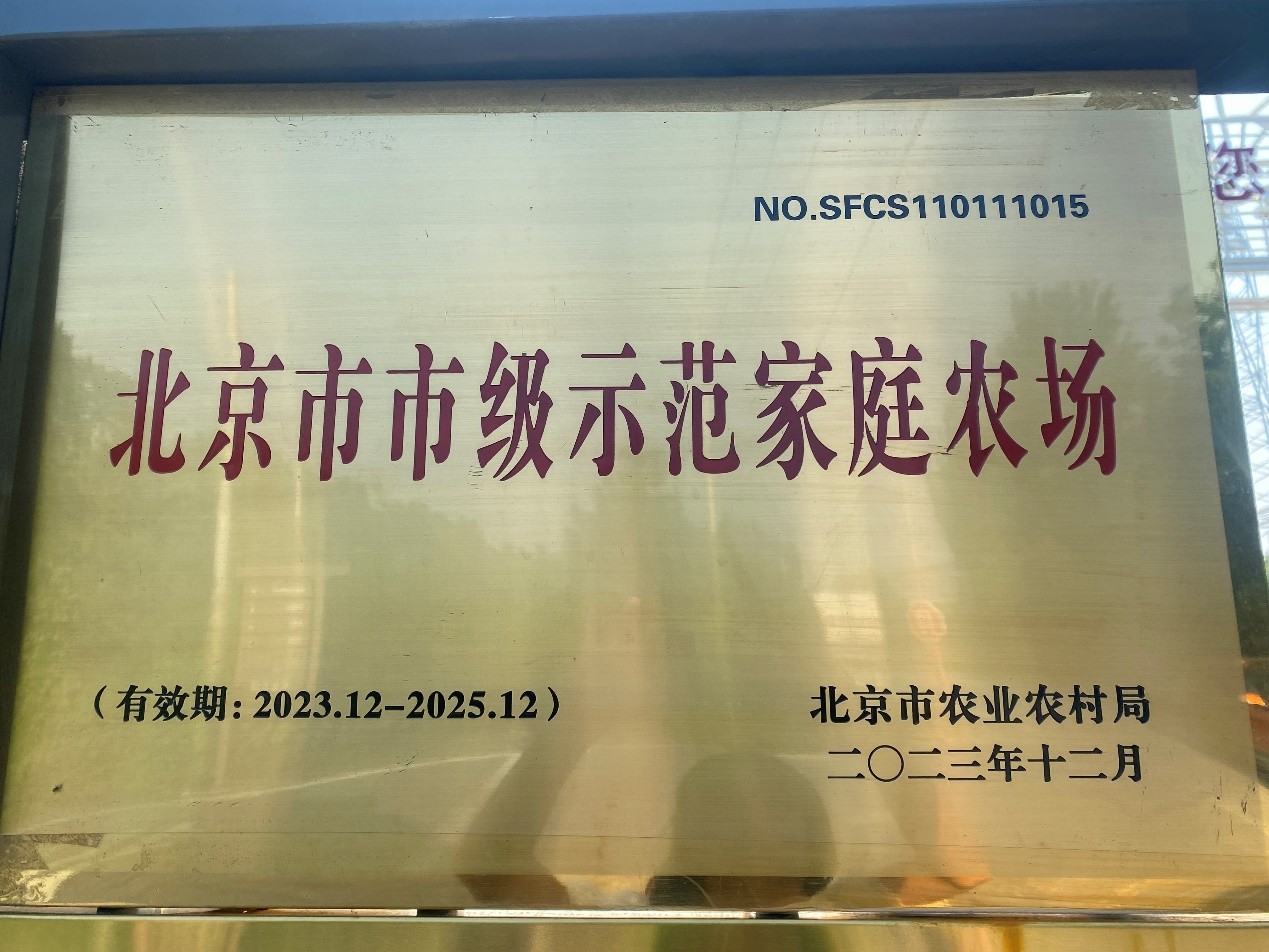 NO.SFCS110111015
您
北京市市级示范家庭农场
（有效期：2023.12-2025.12）
北京市农业农村局
二〇二三年十二月